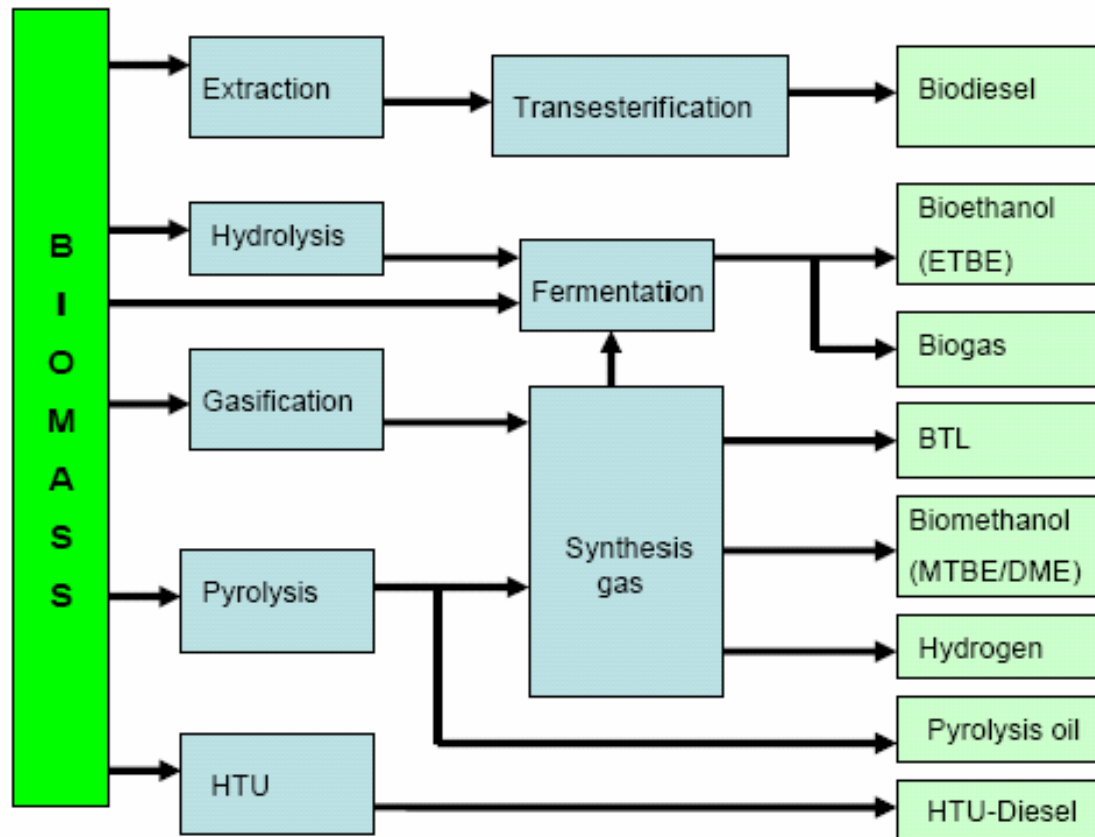 BIOMASS
Extraction
Transesterification
Biodiesel
Hydrolysis
Fermentation
Bioethanol
(ETBE)
Biogas
Gasification
BTL
Synthesis
gas
Biomethanol
(MTBE/DME)
Pyrolysis
Hydrogen
Pyrolysis oil
HTU
HTU-Diesel